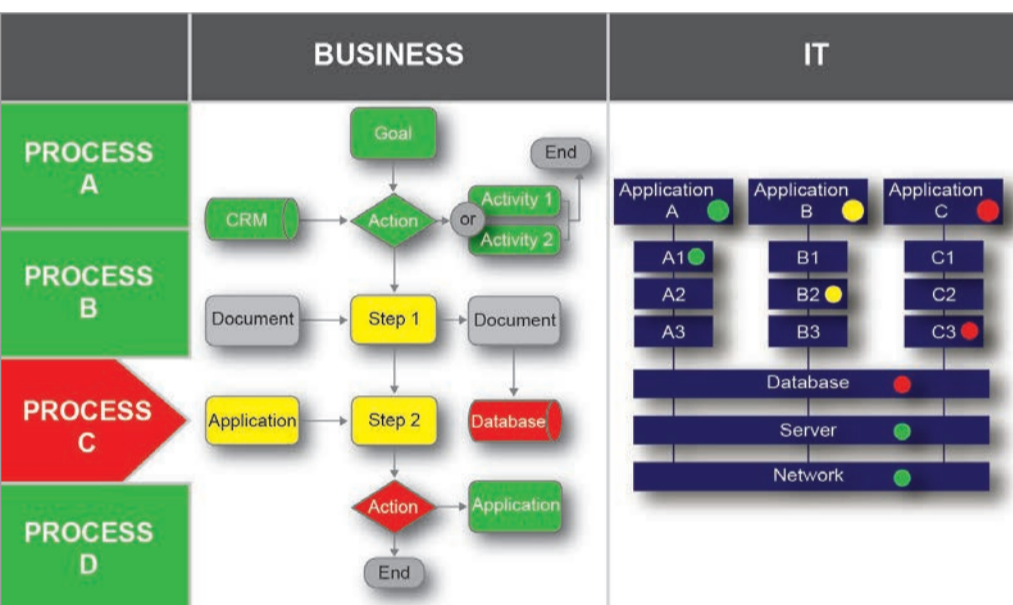 BUSINESS
IT
PROCESS
A
PROCESS
B
PROCESS
C
PROCESS
D
Goal
End
CRM
Action
or
Activity 1
Activity 2
Document
Step 1
Document
Application
Step 2
Database
Action
Application
End
Application
A
Application
B
Application
C
A1
B1
C1
A2
B2
C2
A3
B3
C3
Database
Server
Network